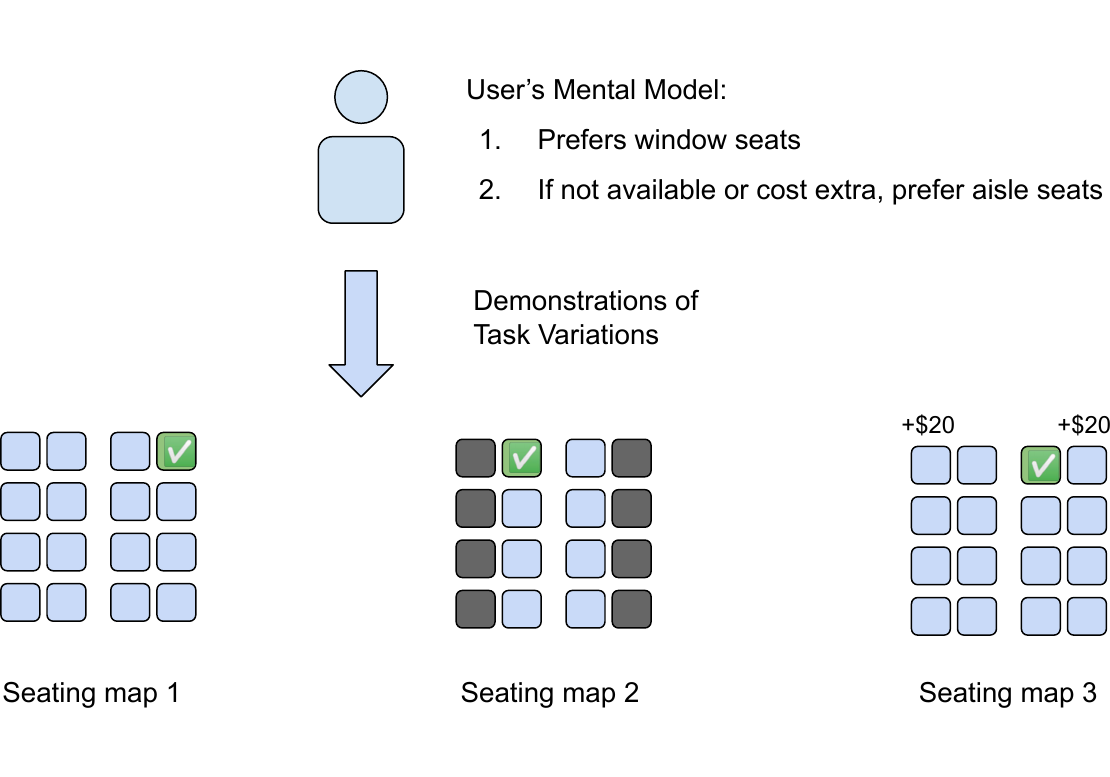 User’s Mental Model:
1. Prefers window seats
2. If not available or cost extra, prefer aisle seats
Demonstrations of
Task Variations
+$20 +$20
Seating map 1
Seating map 2
Seating map 3